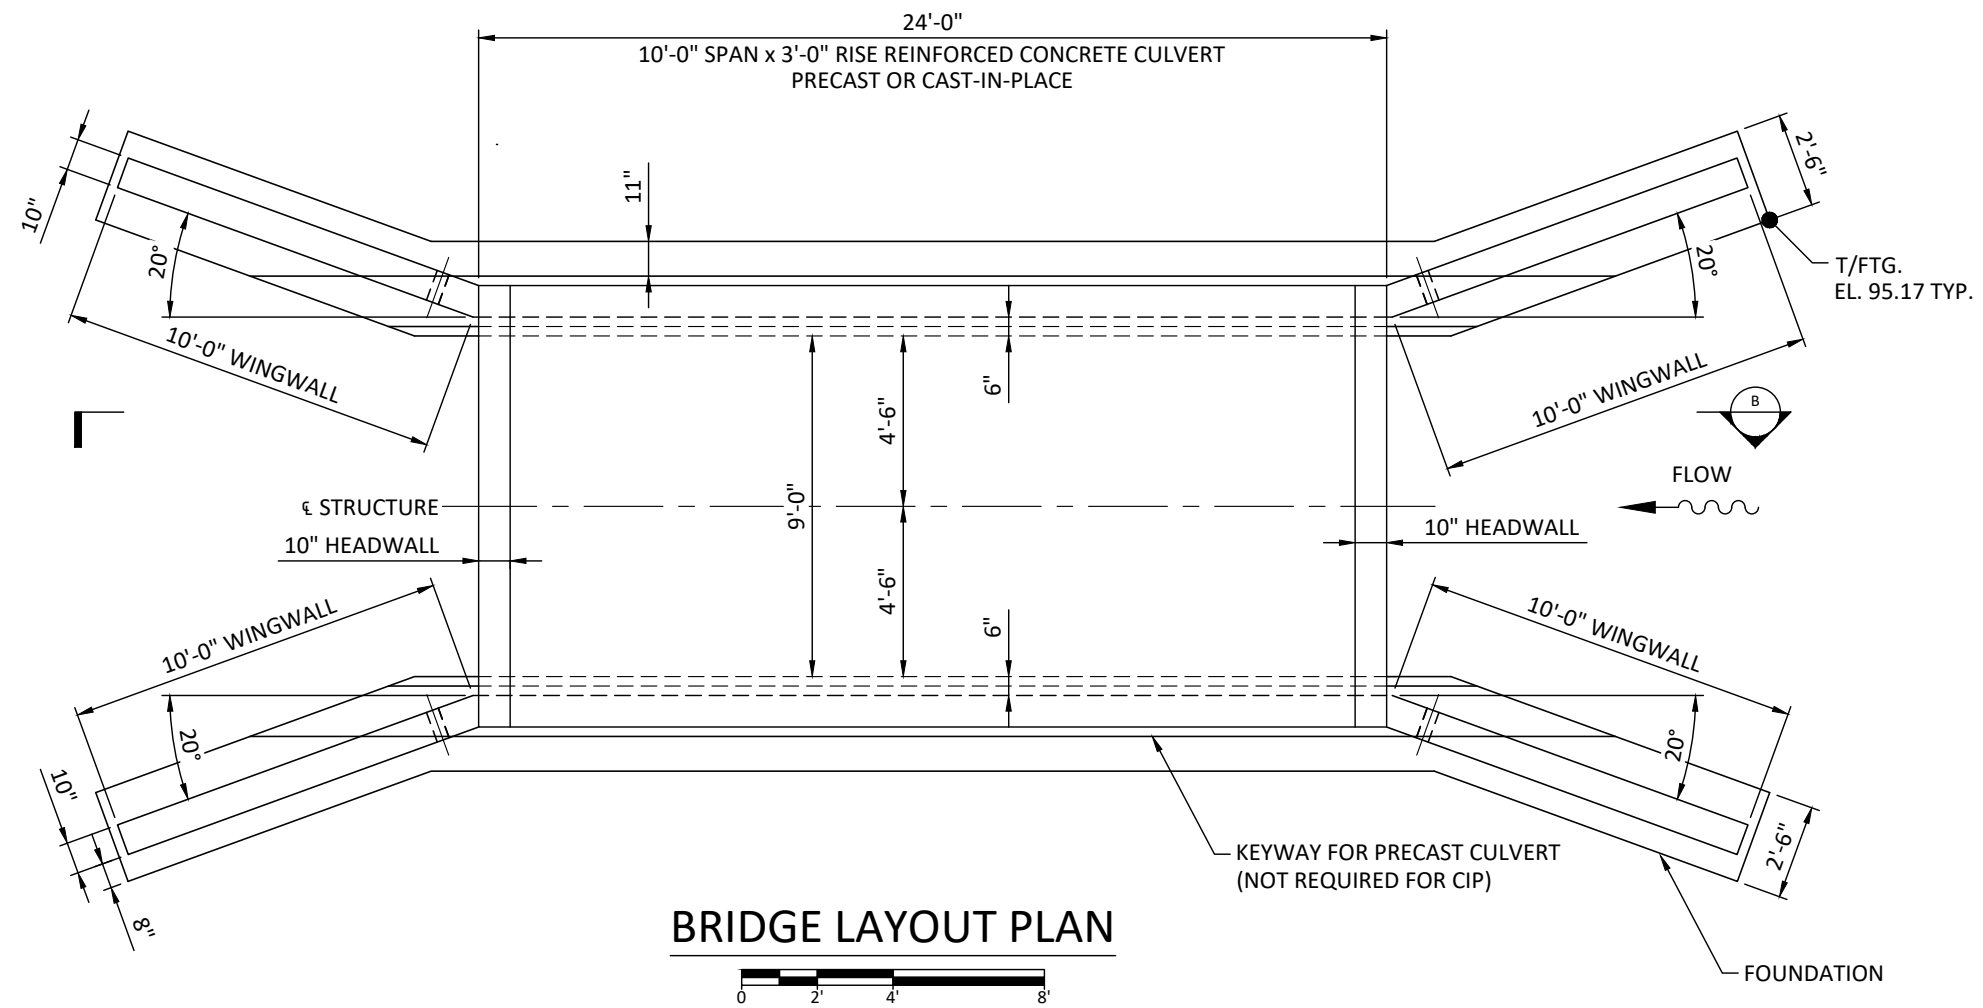 24'-0"
10'-0" SPAN x 3'-0" RISE REINFORCED CONCRETE CULVERT
PRECAST OR CAST-IN-PLACE
10"
20°
10'-0" WINGWALL
11"
6"
4'-6"
9'-0"
2'-6"
20°
T/FTG.
EL. 95.17 TYP.
10'-0" WINGWALL
B
FLOW
℄ STRUCTURE
10" HEADWALL
10" HEADWALL
4'-6"
6"
10'-0" WINGWALL
20°
10"
8"
10'-0" WINGWALL
20°
2'-6"
KEYWAY FOR PRECAST CULVERT
(NOT REQUIRED FOR CIP)
FOUNDATION
BRIDGE LAYOUT PLAN
0 2' 4' 8'